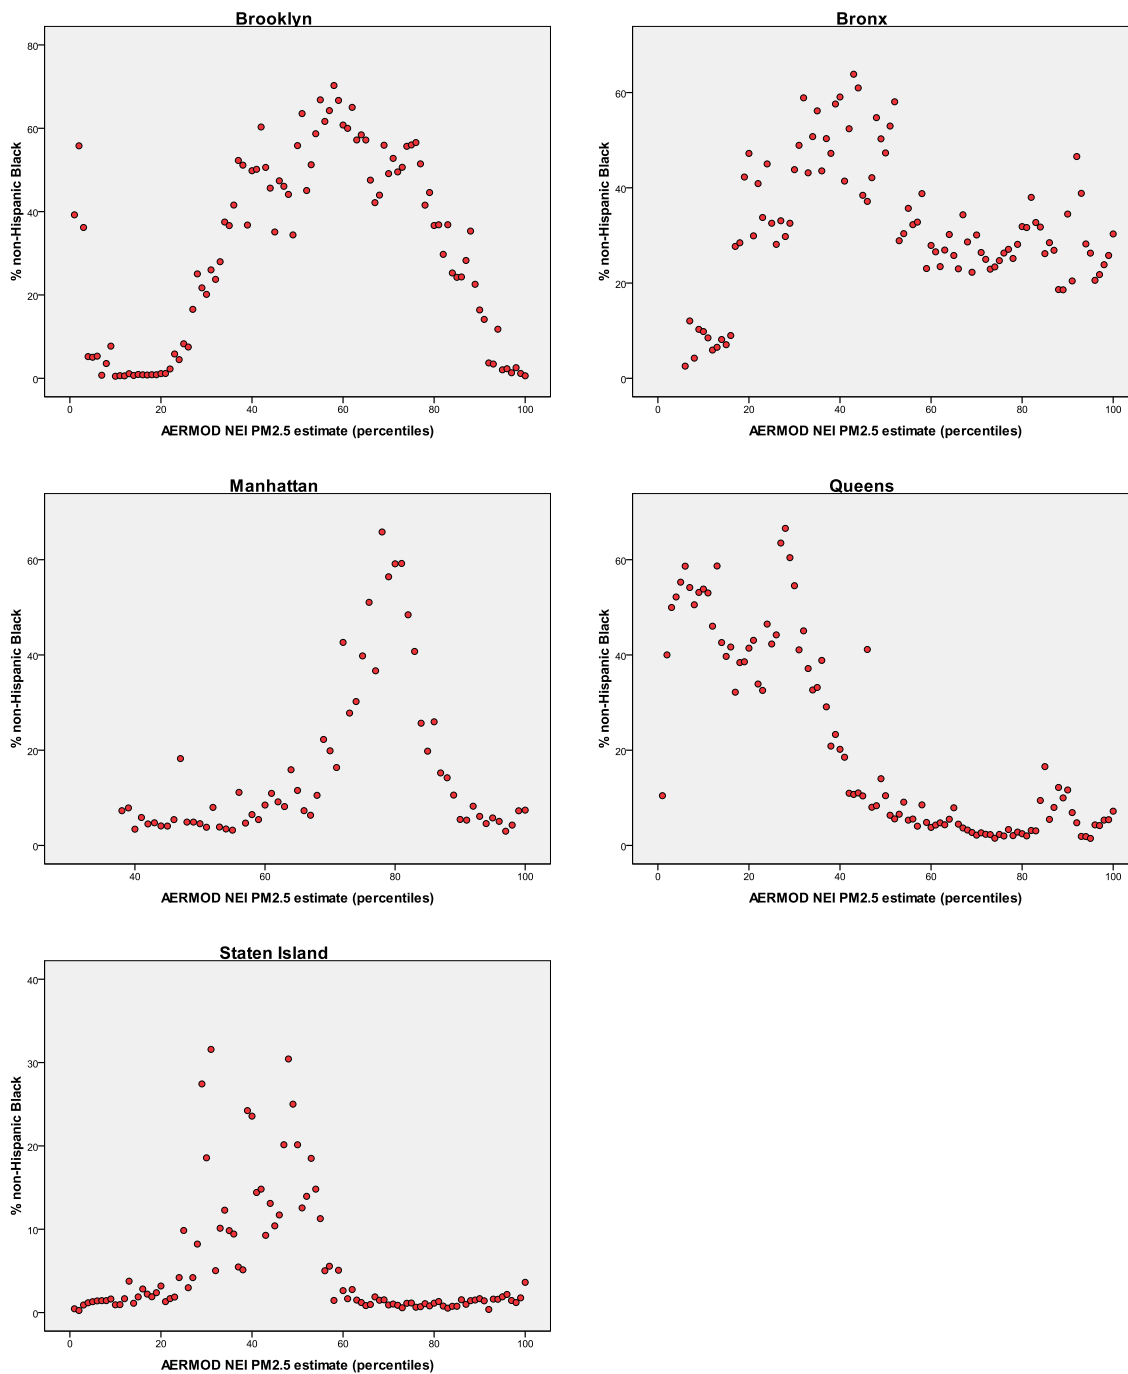 Brooklyn
80
60
40
20
0
% non-Hispanic Black
0 20 40 60 80 100
AERMOD NEI PM2.5 estimate (percentiles)
Bronx
60
40
20
0
% non-Hispanic Black
0 20 40 60 80 100
AERMOD NEI PM2.5 estimate (percentiles)
Manhattan
60
40
20
0
% non-Hispanic Black
40 60 80 100
AERMOD NEI PM2.5 estimate (percentiles)
Queens
60
40
20
0
% non-Hispanic Black
0 20 40 60 80 100
AERMOD NEI PM2.5 estimate (percentiles)
Staten Island
40
30
20
10
0
% non-Hispanic Black
0 20 40 60 80 100
AERMOD NEI PM2.5 estimate (percentiles)